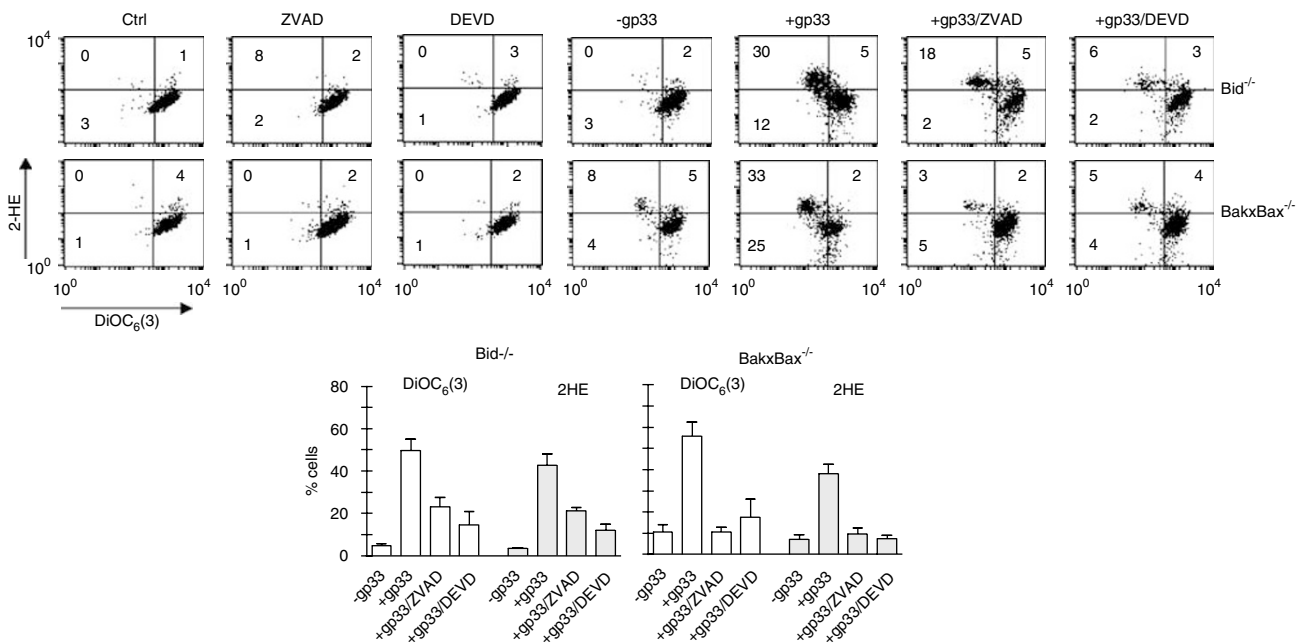 Ctrl ZVAD DEVD -gp33 +gp33 +gp33/ZVAD +gp33/DEVD
10⁴
0 1 8 2 0 3 0 2 30 5 18 5 6 3
Bid⁻/⁻
3 2 1 3 12 2 2
0 4 0 2 0 2 8 5 33 2 3 2 5 4
BakxBax⁻/⁻
2-HE
1 1 1 4 25 5 4
10⁰
10⁰ 10⁴ 10⁰ 10⁴ 10⁰ 10⁴ 10⁰ 10⁴ 10⁰ 10⁴ 10⁰ 10⁴ 10⁰ 10⁴
DiOC₆(3)
Bid-/- BakxBax⁻/⁻
DiOC₆(3) 2HE DiOC₆(3) 2HE
% cells
80
60
40
20
0
-gp33 +gp33 +gp33/ZVAD +gp33/DEVD -gp33 +gp33 +gp33/ZVAD +gp33/DEVD -gp33 +gp33 +gp33/ZVAD +gp33/DEVD -gp33 +gp33 +gp33/ZVAD +gp33/DEVD